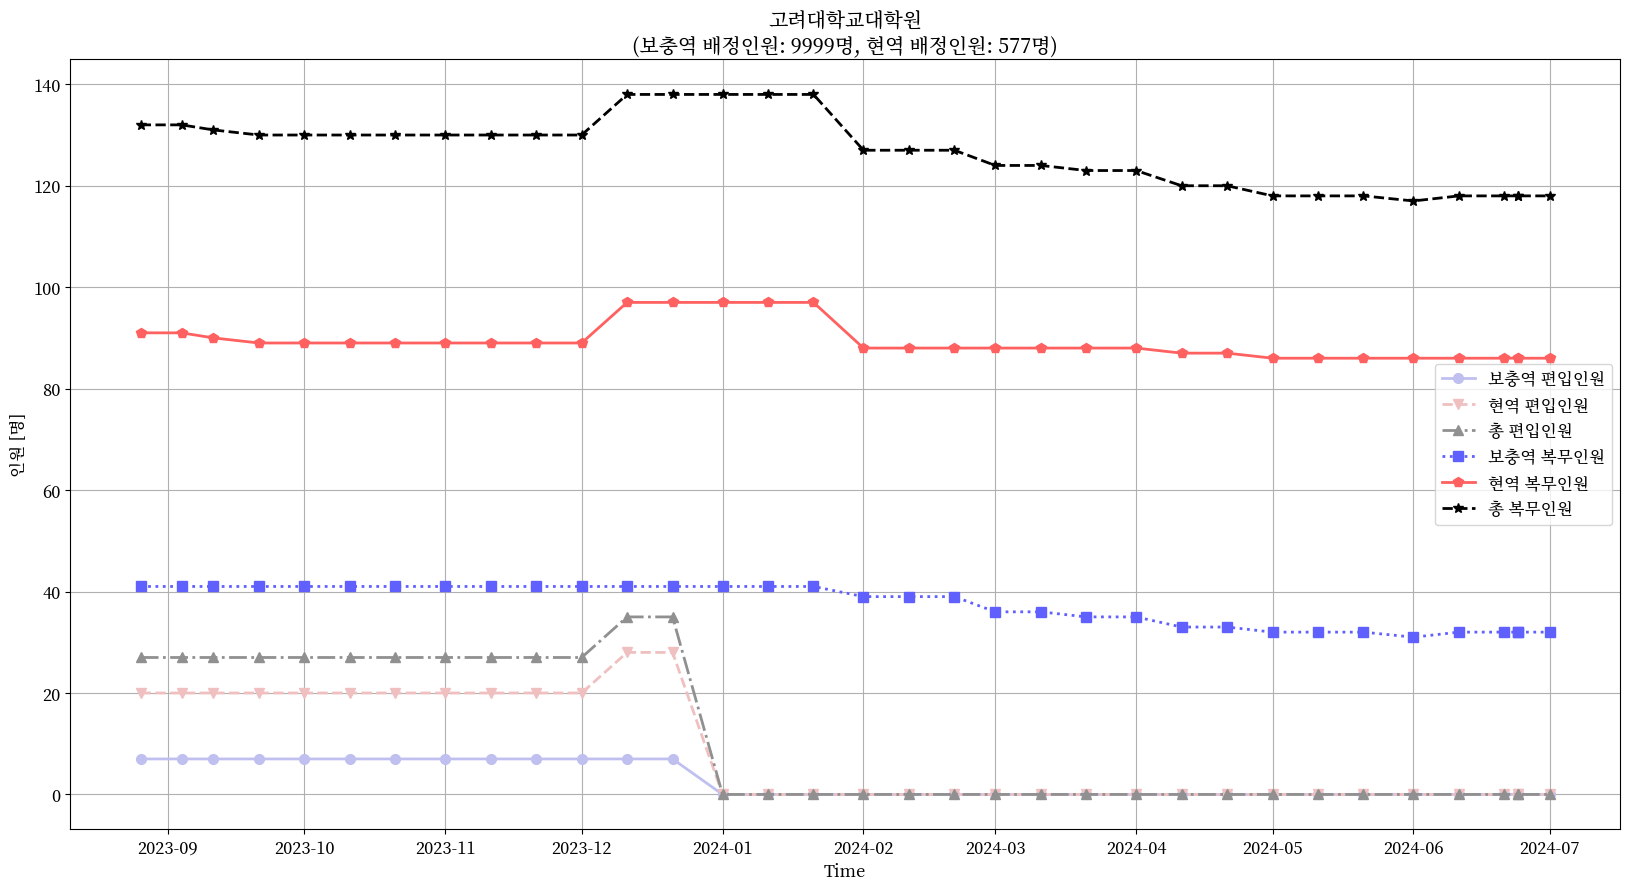 고려대학교대학원
(보충역 배정인원: 9999명, 현역 배정인원: 577명)
140
120
100
80
60
40
20
0
인원 [명]
보충역 편입인원
현역 편입인원
총 편입인원
보충역 복무인원
현역 복무인원
총 복무인원
2023-09 2023-10 2023-11 2023-12 2024-01 2024-02 2024-03 2024-04 2024-05 2024-06 2024-07
Time